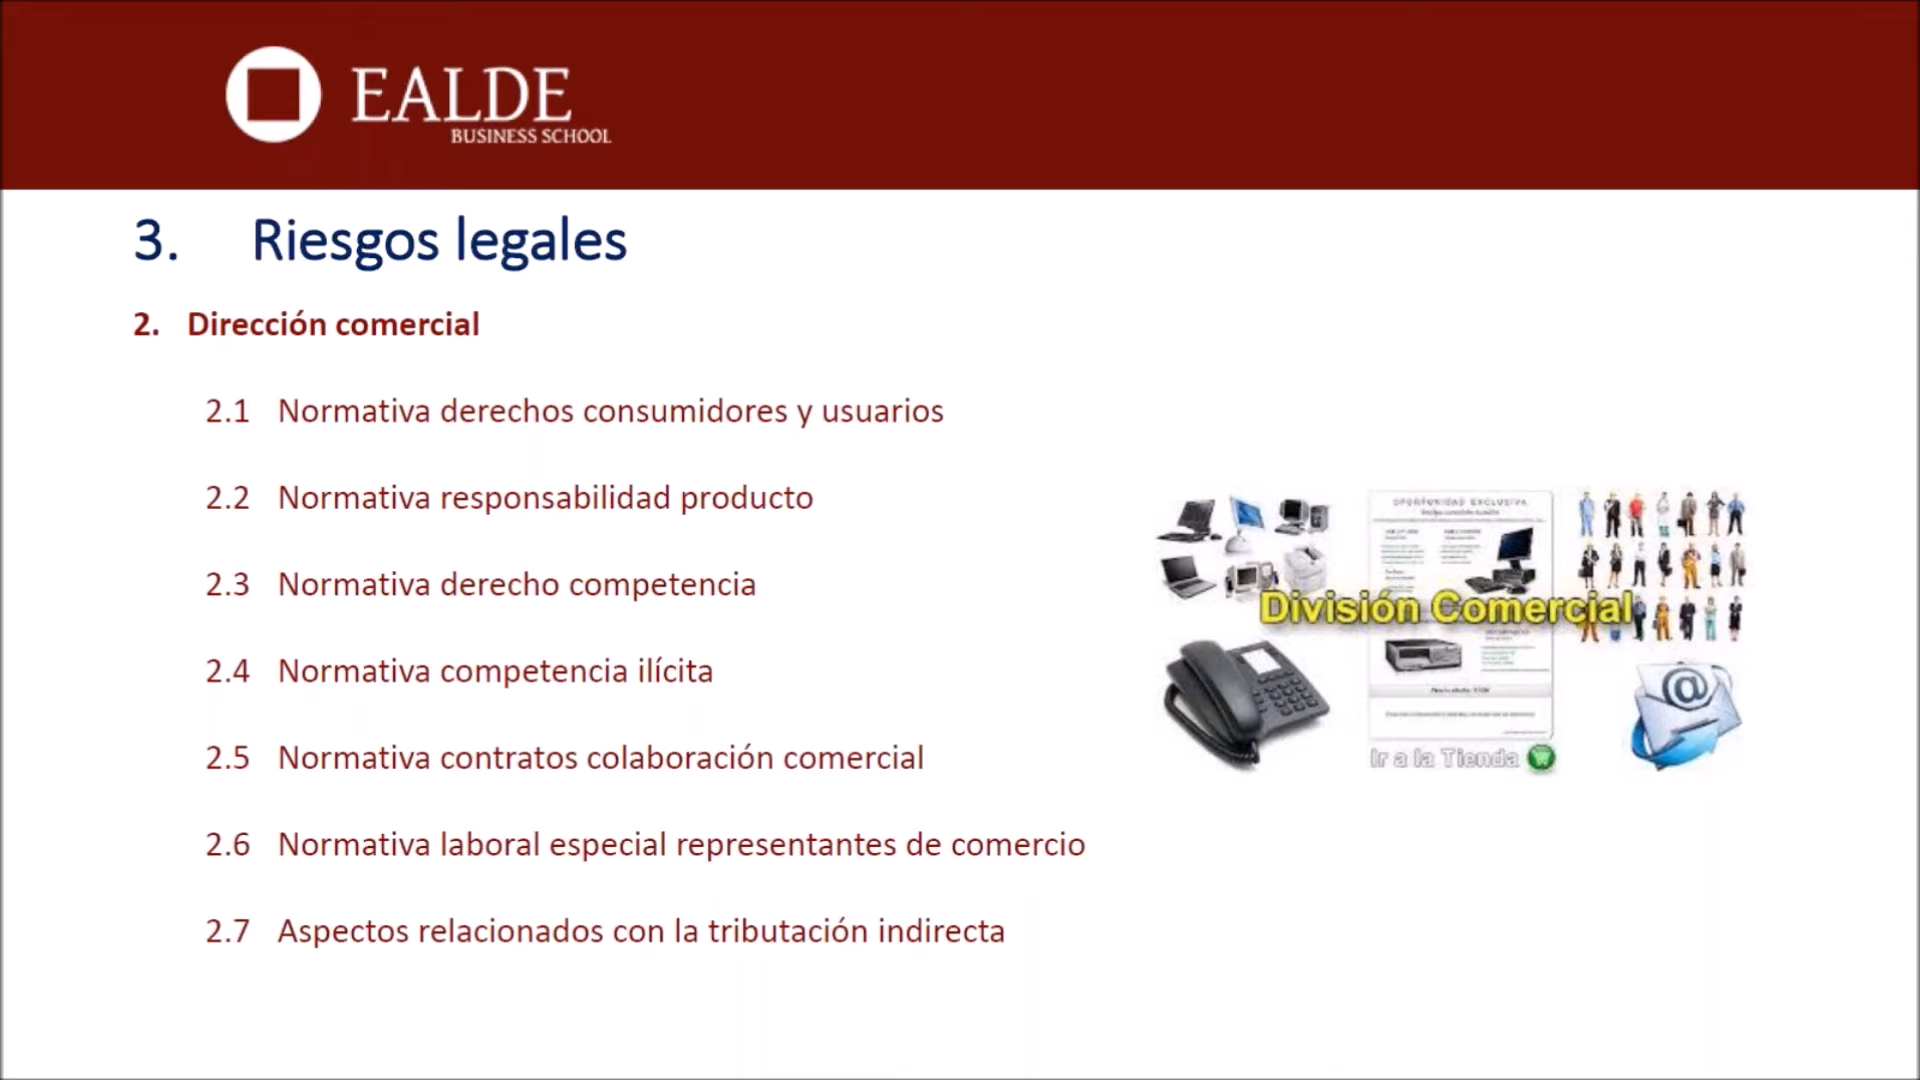 EALDE
BUSINESS SCHOOL
3. Riesgos legales
2. Dirección comercial
2.1 Normativa derechos consumidores y usuarios
2.2 Normativa responsabilidad producto
2.3 Normativa derecho competencia
2.4 Normativa competencia ilícita
2.5 Normativa contratos colaboración comercial
2.6 Normativa laboral especial representantes de comercio
2.7 Aspectos relacionados con la tributación indirecta
OPORTUNIDAD EXCLUSIVA
División Comercial
@
Ir a la Tienda